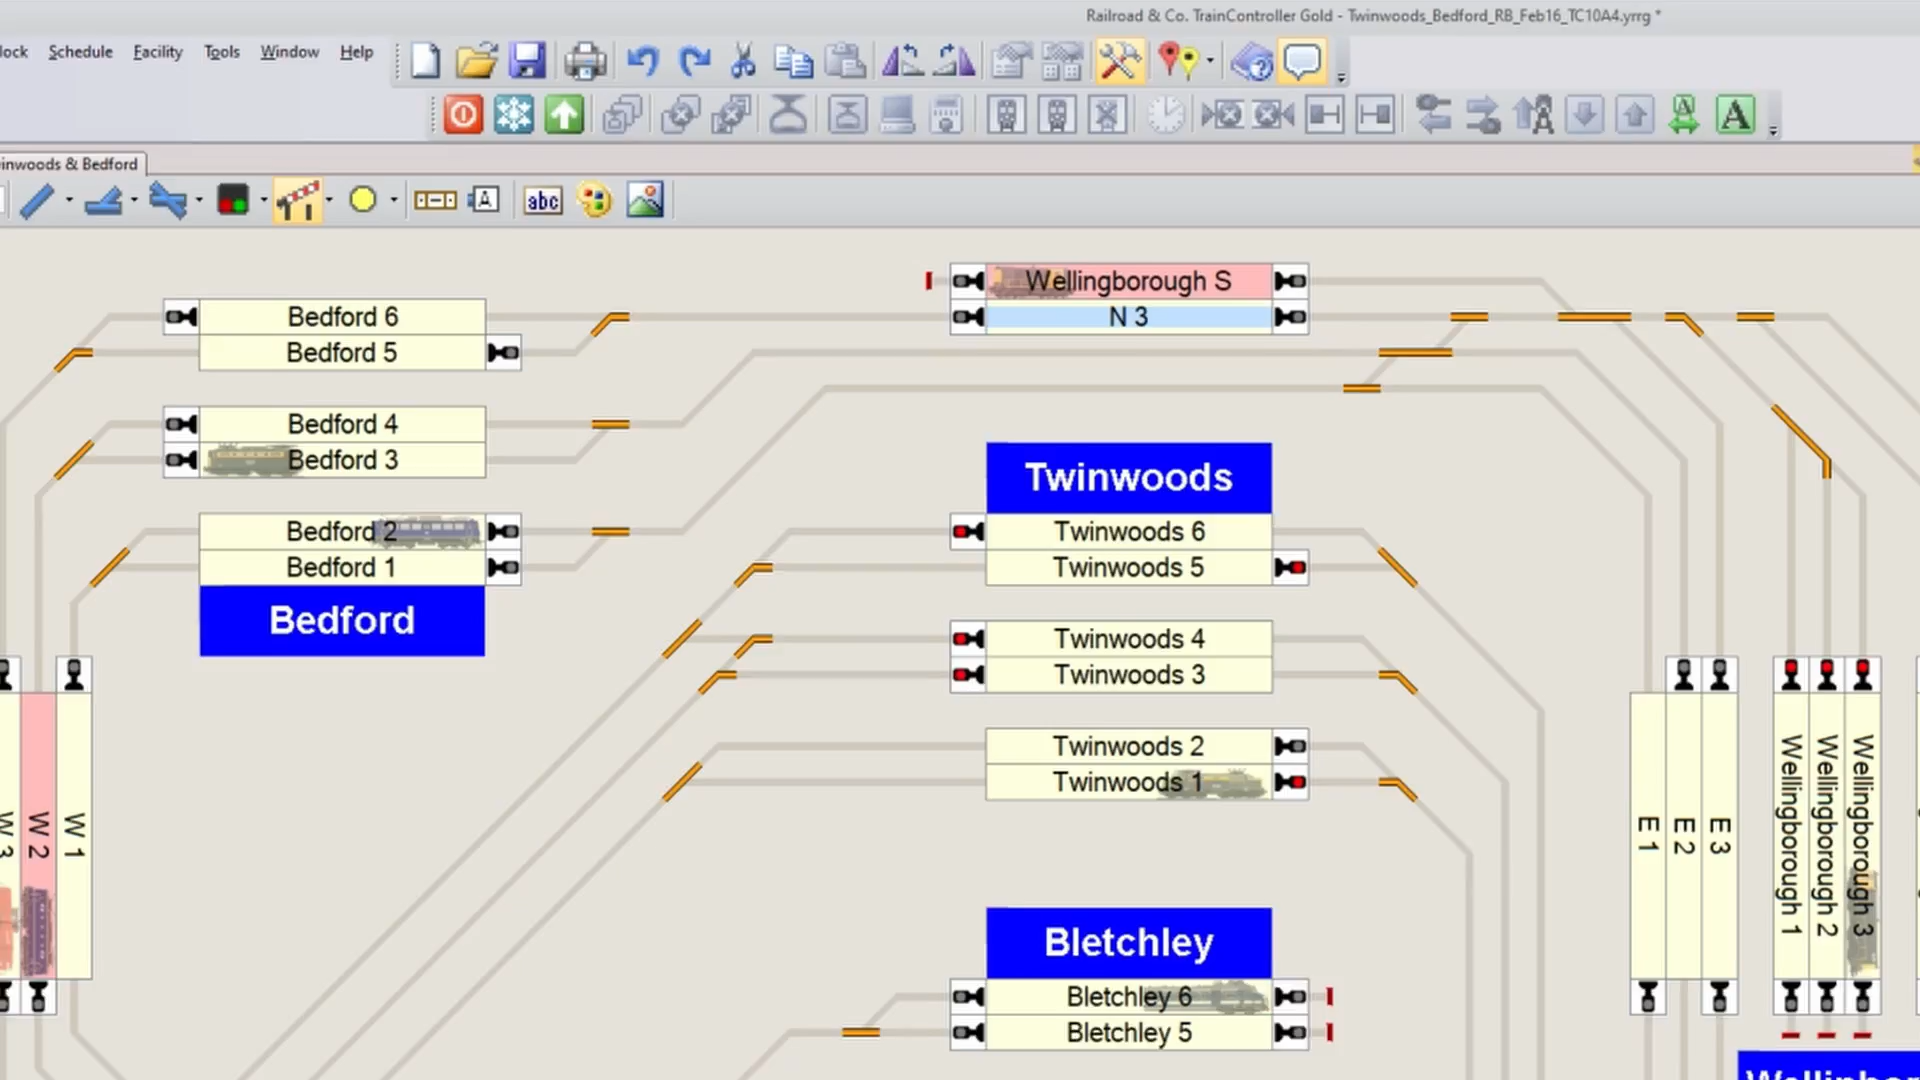 Railroad & Co. TrainController Gold - Twinwoods_Bedford_RB_Feb16_TC10A4.yrrg *
lock Schedule Facility Tools Window Help
A A
inwoods & Bedford
A abc
Wellingborough S
N 3
Bedford 6
Bedford 5
Bedford 4
Bedford 3
Bedford 2
Bedford 1
Bedford
Twinwoods
Twinwoods 6
Twinwoods 5
Twinwoods 4
Twinwoods 3
Twinwoods 2
Twinwoods 1
W 3
W 2
W 1
E 1
E 2
E 3
Wellingborough 1
Wellingborough 2
Wellingborough 3
Bletchley
Bletchley 6
Bletchley 5